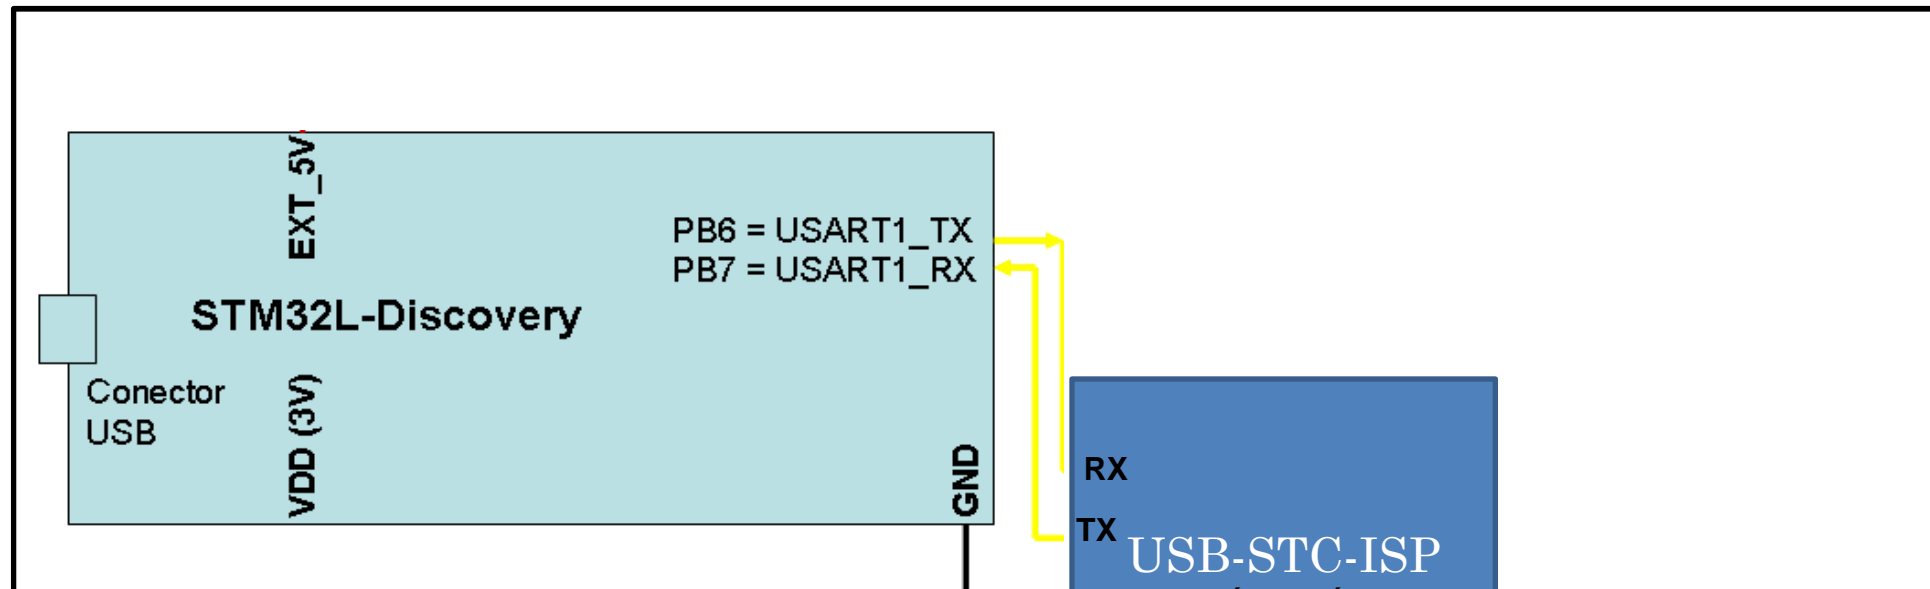 EXT_5V
PB6 = USART1_TX
PB7 = USART1_RX
STM32L-Discovery
Conector
USB
VDD (3V)
GND
RX
TX
USB-STC-ISP